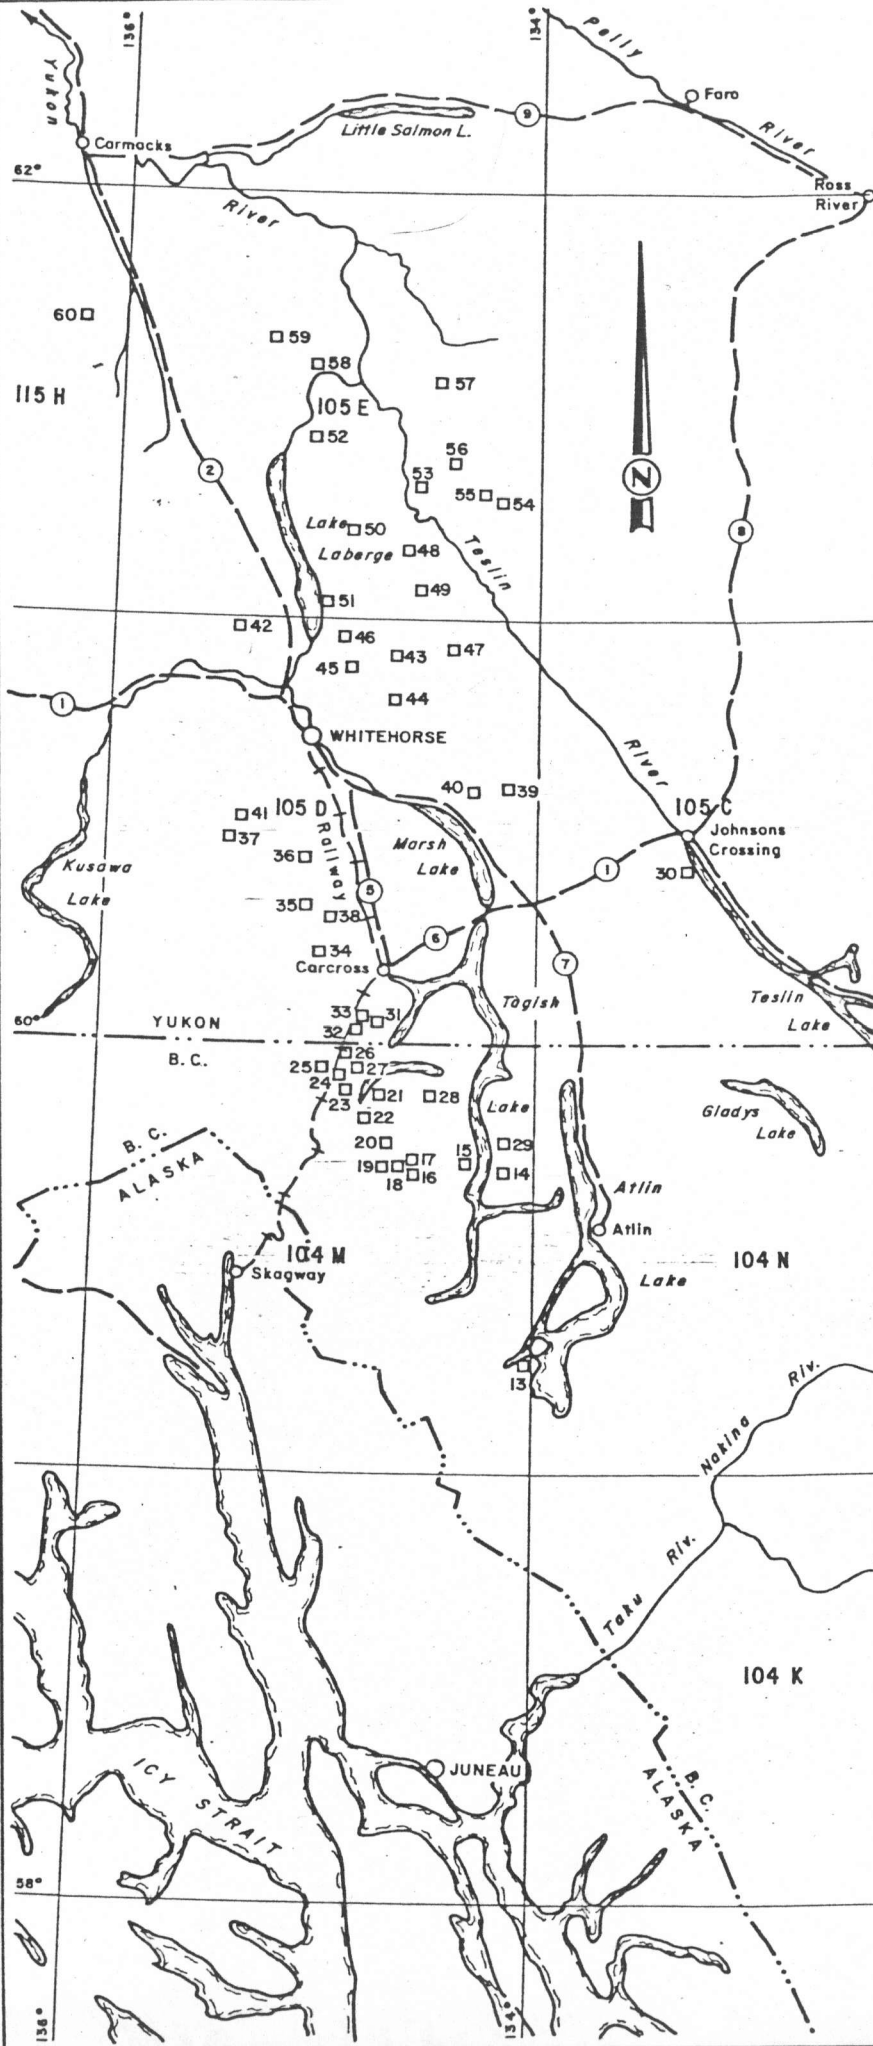 136°
134°
Pelly
River
Yukon
Faro
9
Little Salmon L.
Carmacks
62°
Ross
River
River
60
59
58
57
115 H
105 E
52
56
2
53
55
54
N
8
Lake
Laberge
50
48
Teslin
49
51
42
46
43
47
45
1
44
WHITEHORSE
River
40
39
41
105 D
105 C
37
Railway
Johnsons
Crossing
36
Marsh
Lake
Kusawa
Lake
1
30
5
35
38
6
34
7
Carcross
Tagish
Teslin
Lake
33
31
60°
YUKON
32
B.C.
26
25
27
24
23
21
28
Lake
Gladys
Lake
22
B.C.
ALASKA
20
17
15
29
19
18
16
14
Atlin
Atlin
104 M
104 N
Skagway
Lake
13
Nakina
Riv.
Taku
Riv.
104 K
JUNEAU
ICY
STRAIT
B.C.
ALASKA
58°
136°
134°